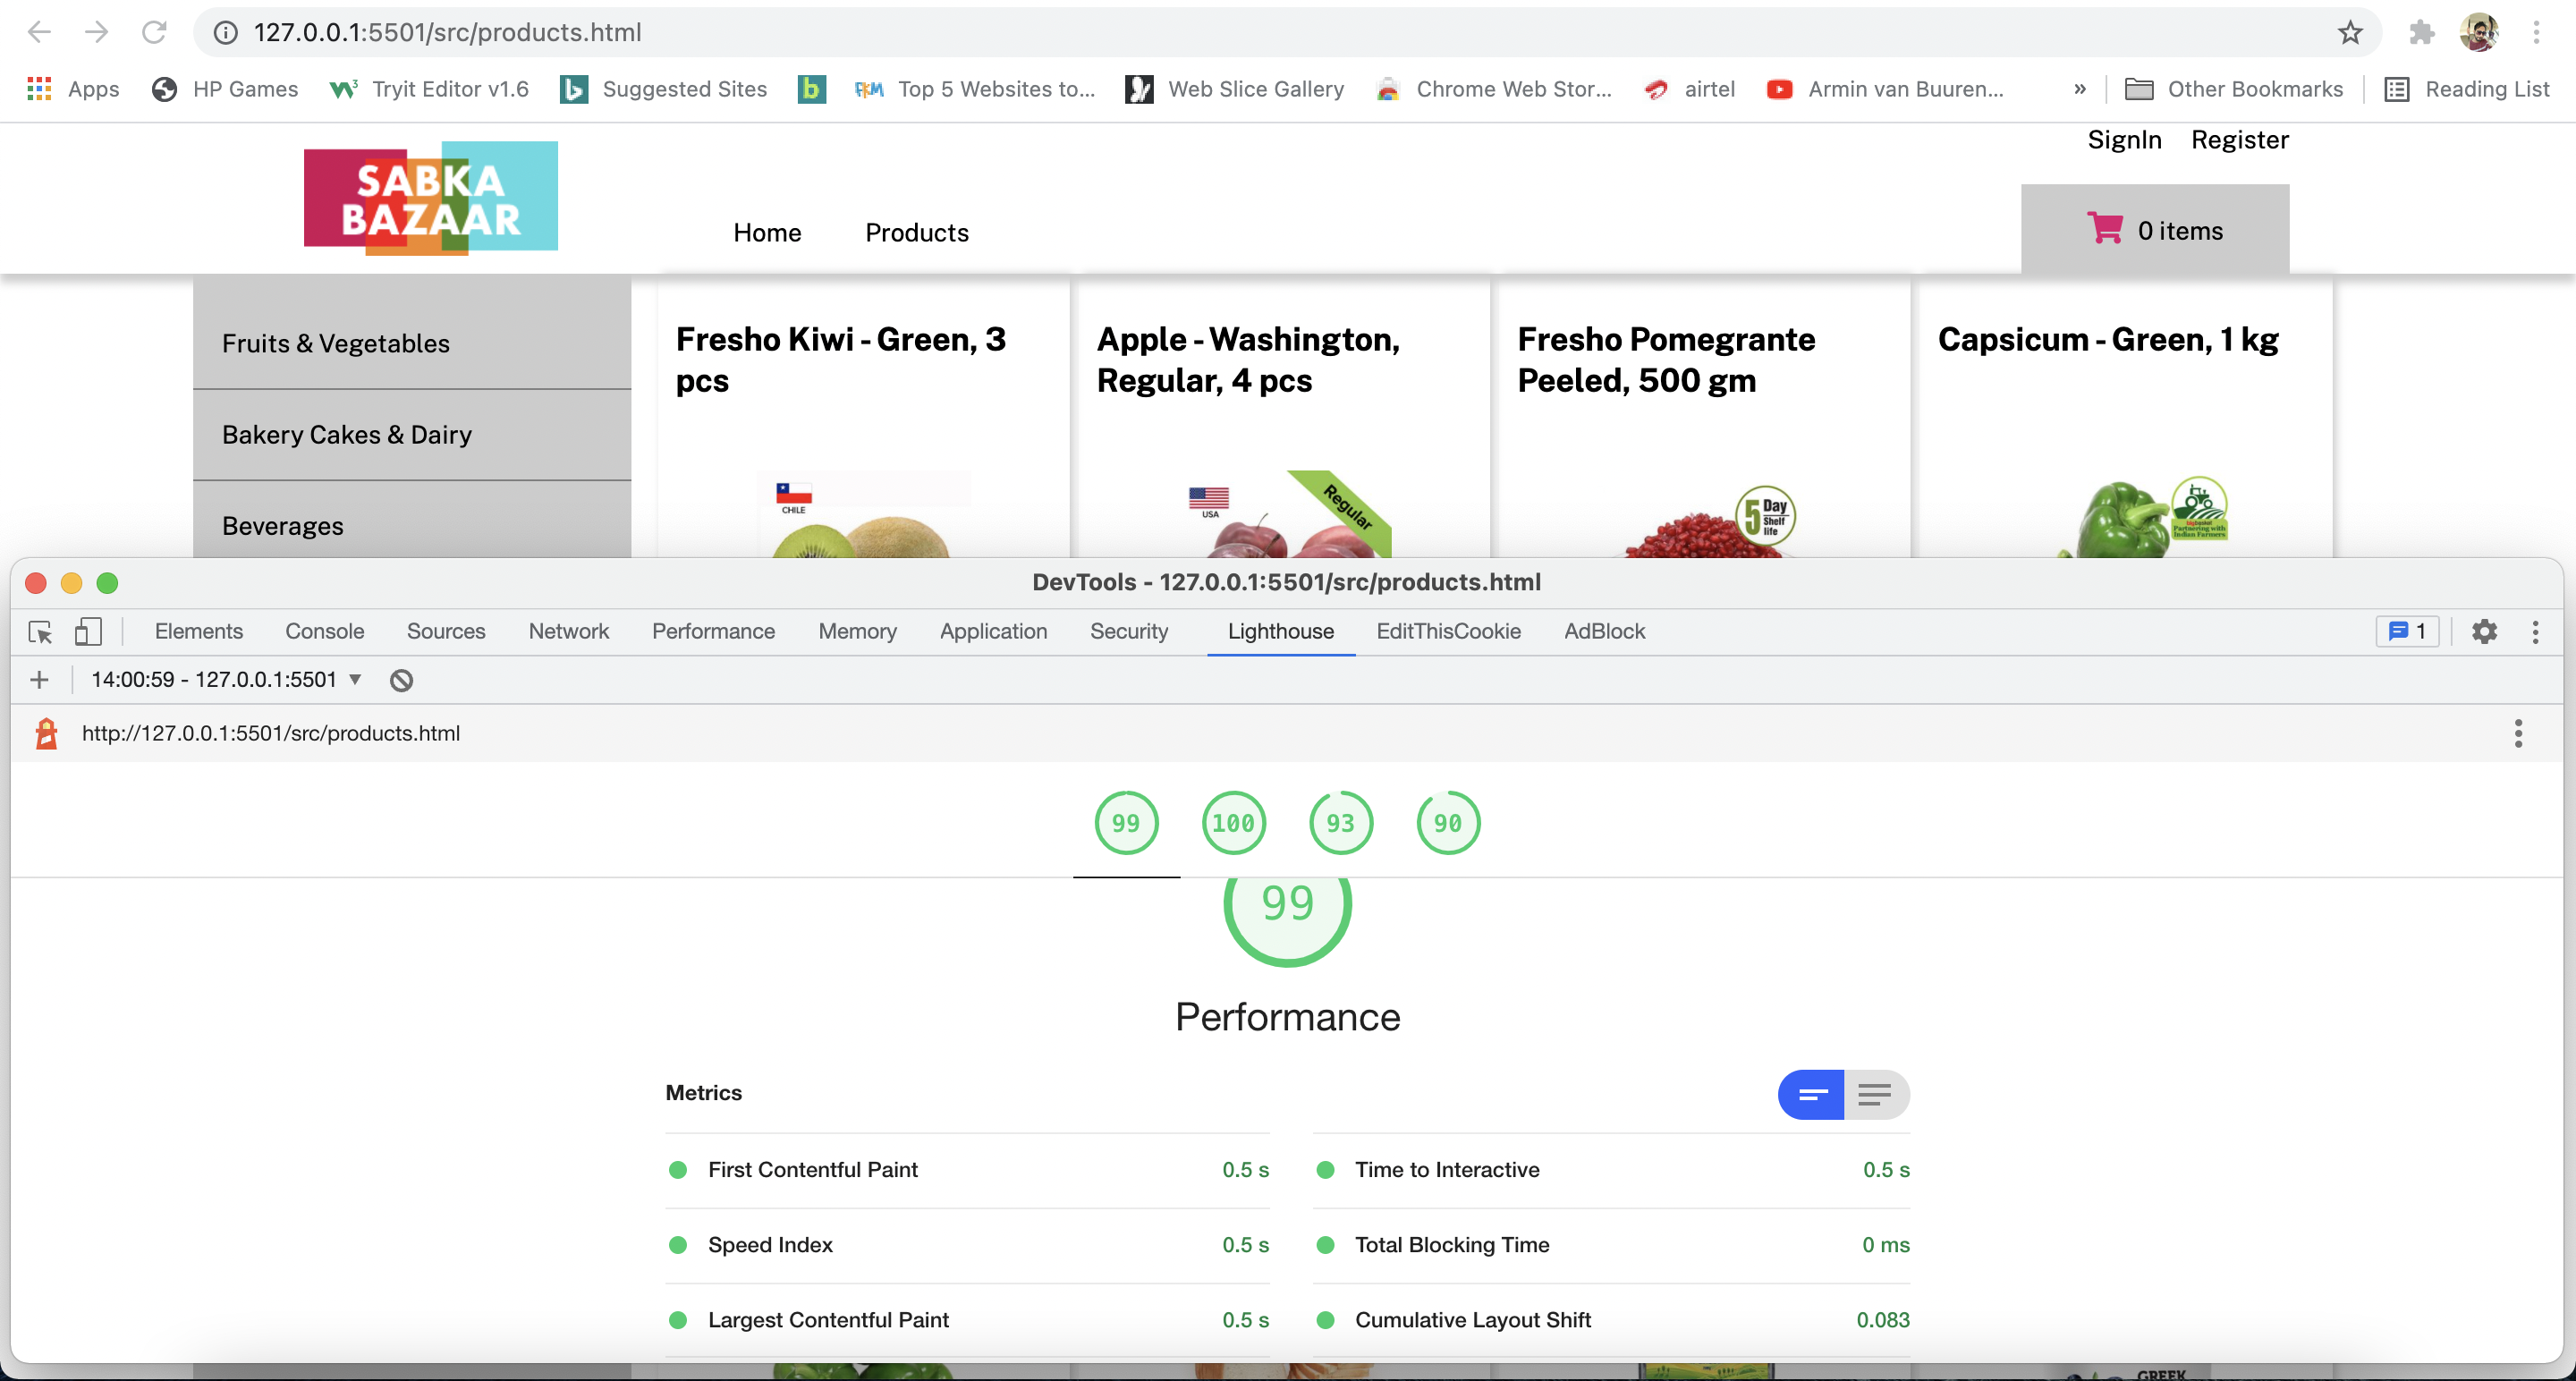 127.0.0.1:5501/src/products.html
Apps HP Games Tryit Editor v1.6 Suggested Sites Top 5 Websites to... Web Slice Gallery Chrome Web Stor... airtel Armin van Buuren... » Other Bookmarks Reading List
SignIn Register
SABKA
BAZAAR
Home Products
0 items
Fruits & Vegetables
Bakery Cakes & Dairy
Beverages
Fresho Kiwi - Green, 3
pcs
CHILE
Apple - Washington,
Regular, 4 pcs
USA
Regular
Fresho Pomegrante
Peeled, 500 gm
5 Day
Shelf
life
Capsicum - Green, 1 kg
bigbasket
Partnering with
Indian Farmers
DevTools - 127.0.0.1:5501/src/products.html
Elements Console Sources Network Performance Memory Application Security Lighthouse EditThisCookie AdBlock 1
14:00:59 - 127.0.0.1:5501
http://127.0.0.1:5501/src/products.html
99 100 93 90
99
Performance
Metrics
First Contentful Paint 0.5 s
Time to Interactive 0.5 s
Speed Index 0.5 s
Total Blocking Time 0 ms
Largest Contentful Paint 0.5 s
Cumulative Layout Shift 0.083
GREEK